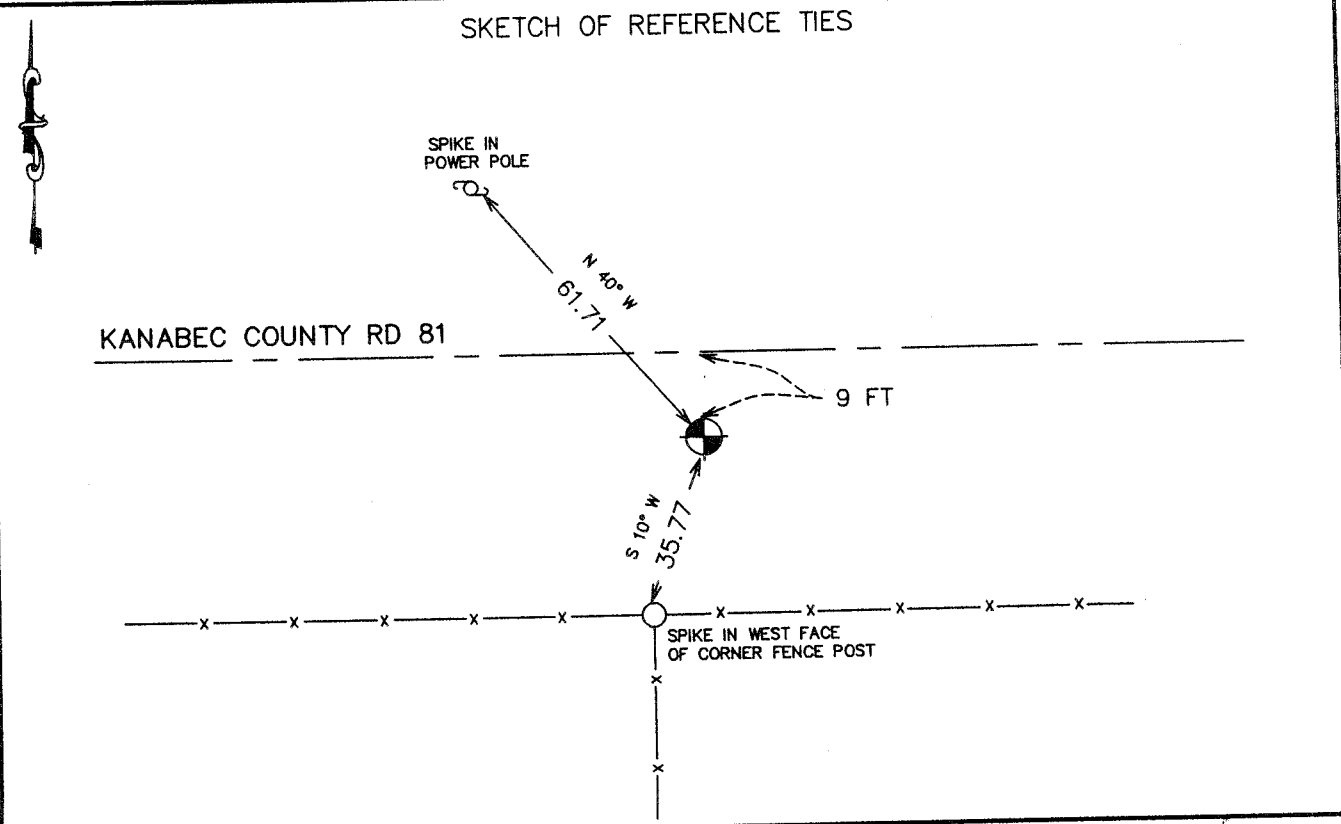 SKETCH OF REFERENCE TIES
SPIKE IN
POWER POLE
N 40° W
61.71
KANABEC COUNTY RD 81
9 FT
S 10° W
35.77
SPIKE IN WEST FACE
OF CORNER FENCE POST